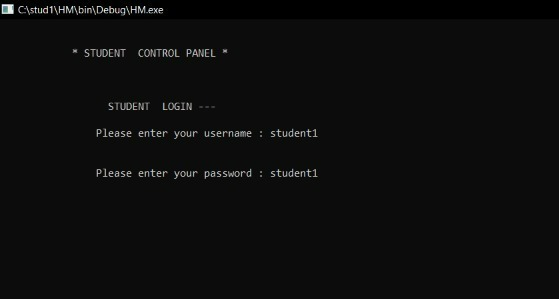 C:\stud1\HM\bin\Debug\HM.exe
* STUDENT  CONTROL PANEL *
STUDENT  LOGIN ---
Please enter your username : student1
Please enter your password : student1